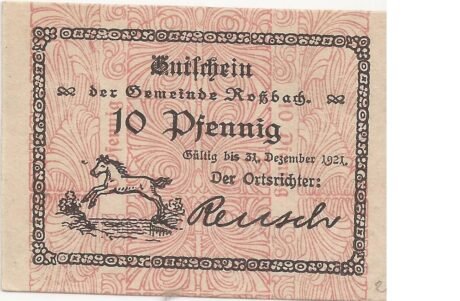 Gutschein
der Gemeinde Roßbach.
10 Pfennig
Gültig bis 31. Dezember 1921.
Der Ortsrichter:
Reusch